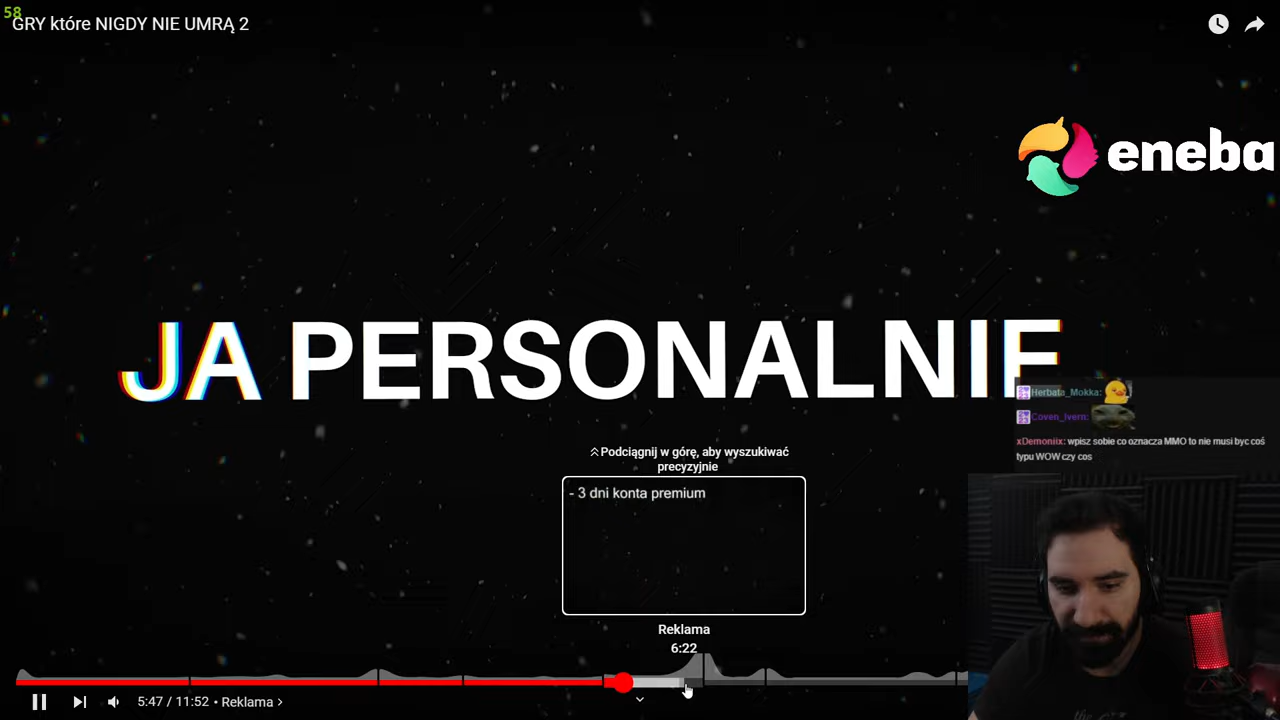 58
GRY które NIGDY NIE UMRĄ 2
eneba
JA PERSONALNIE
Herbata_Mokka:
Coven_Ivern:
xDemoniix: wpisz sobie co oznacza MMO to nie musi byc coś
typu WOW czy cos
Podciągnij w górę, aby wyszukiwać
precyzyjnie
- 3 dni konta premium
Reklama
6:22
5:47 / 11:52 • Reklama >